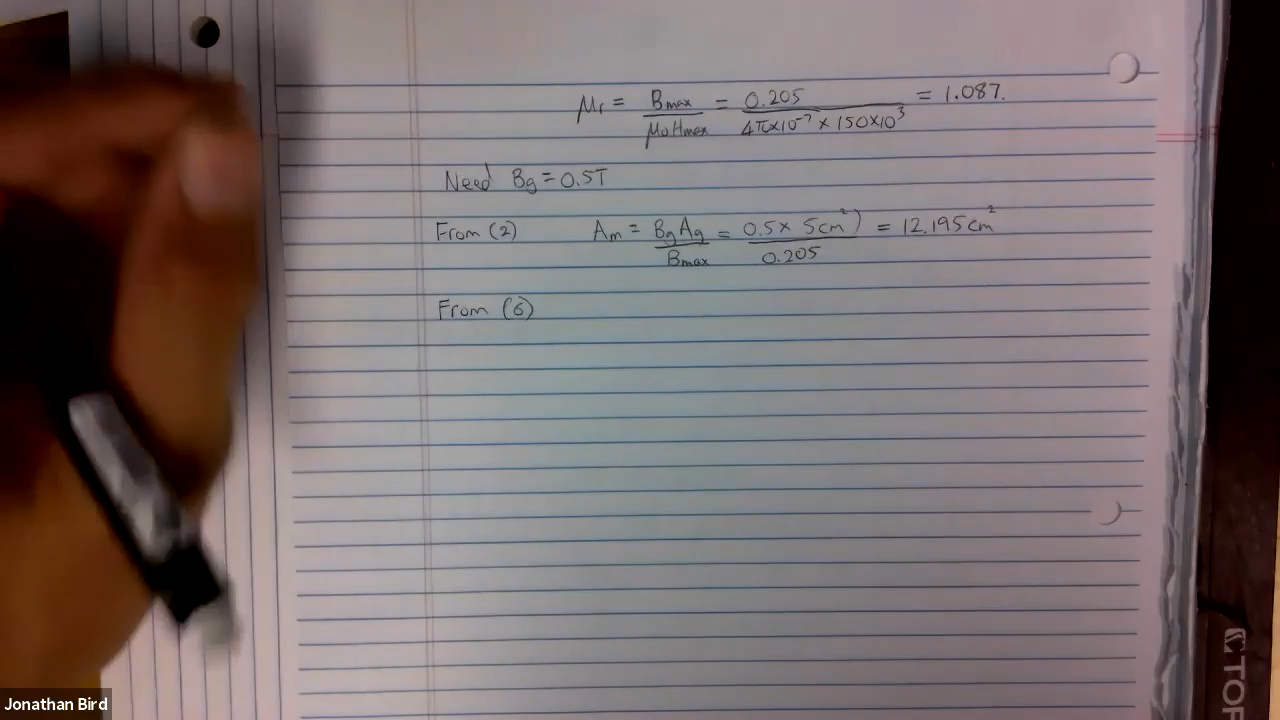 μr = Bmax / μ0Hmax = 0.205 / 4π×10⁻⁷ × 150×10³ = 1.087.
Need Bg = 0.5T
From (2) Am = BgAg / Bmax = 0.5 × 5cm²) / 0.205 = 12.195cm²
From (6)
CTOP
Jonathan Bird